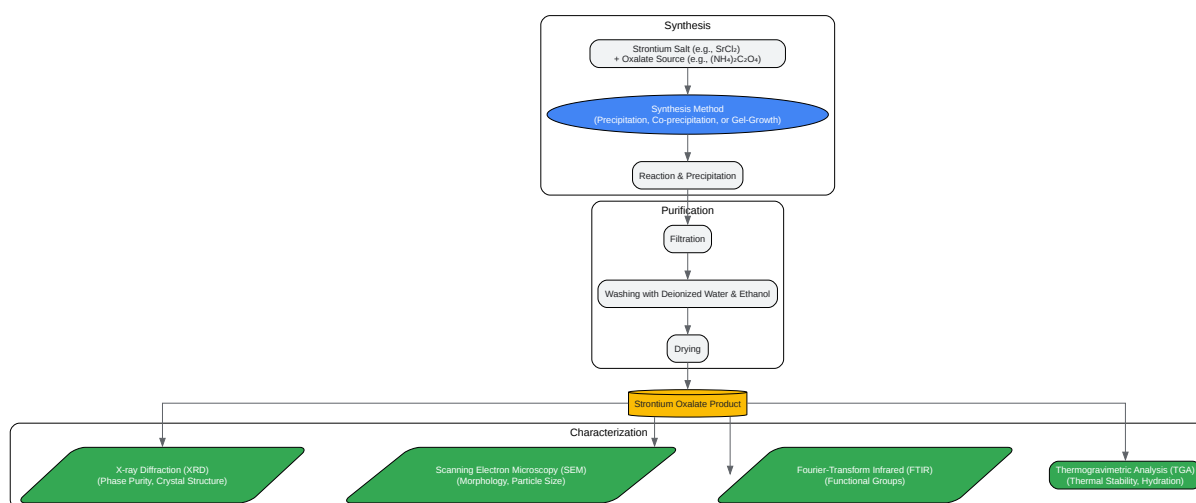 Synthesis
Strontium Salt (e.g., SrCl₂)
+ Oxalate Source (e.g., (NH₄)₂C₂O₄)
Synthesis Method
(Precipitation, Co-precipitation, or Gel-Growth)
Reaction & Precipitation
Purification
Filtration
Washing with Deionized Water & Ethanol
Drying
Strontium Oxalate Product
Characterization
X-ray Diffraction (XRD)
(Phase Purity, Crystal Structure)
Scanning Electron Microscopy (SEM)
(Morphology, Particle Size)
Fourier-Transform Infrared (FTIR)
(Functional Groups)
Thermogravimetric Analysis (TGA)
(Thermal Stability, Hydration)